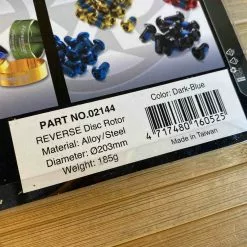 PART NO.02144
REVERSE Disc Rotor
Material: Alloy/Steel
Diameter: Ø203mm
Weight: 185g
Color: Dark-Blue
4 717480 160525
Made in Taiwan